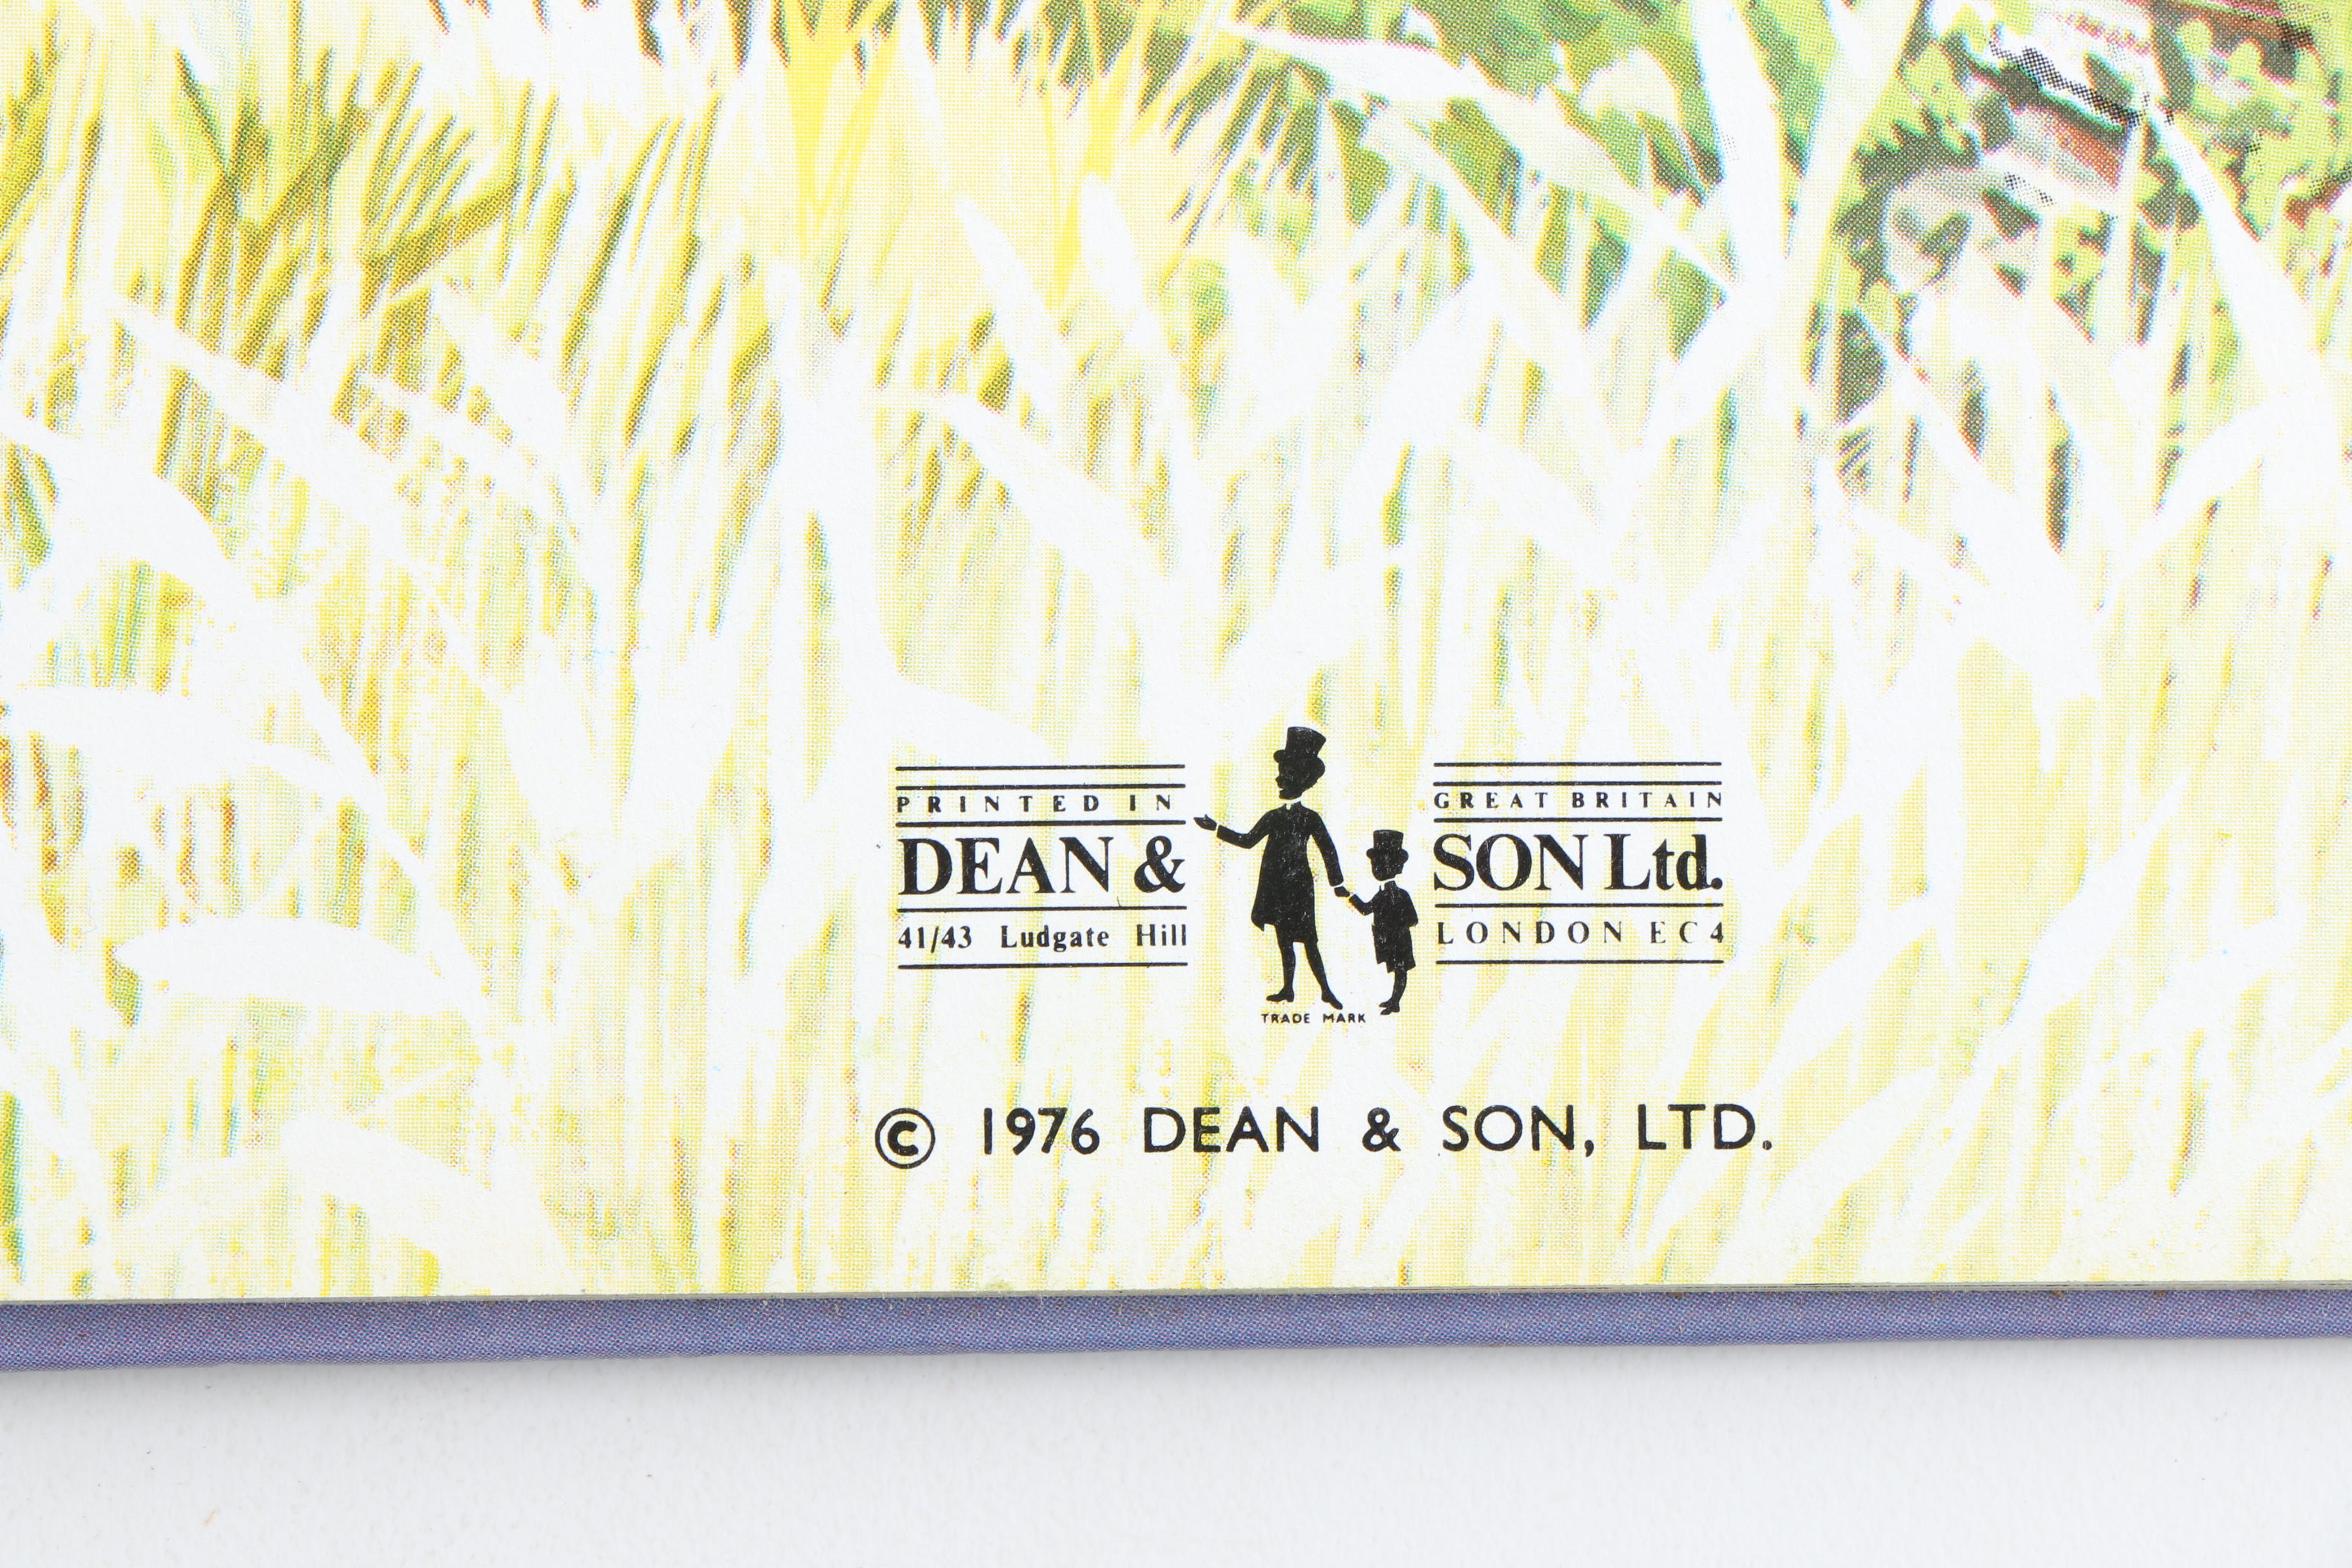 PRINTED IN GREAT BRITAIN
DEAN & SON Ltd.
41/43 Ludgate Hill LONDON EC4
TRADE MARK
© 1976 DEAN & SON, LTD.